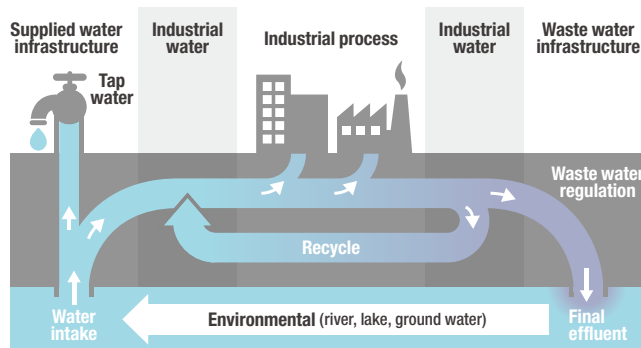 Supplied water
infrastructure
Industrial
water
Industrial process
Industrial
water
Waste water
infrastructure
Tap
water
Waste water
regulation
Recycle
Water
intake
Environmental (river, lake, ground water)
Final
effluent